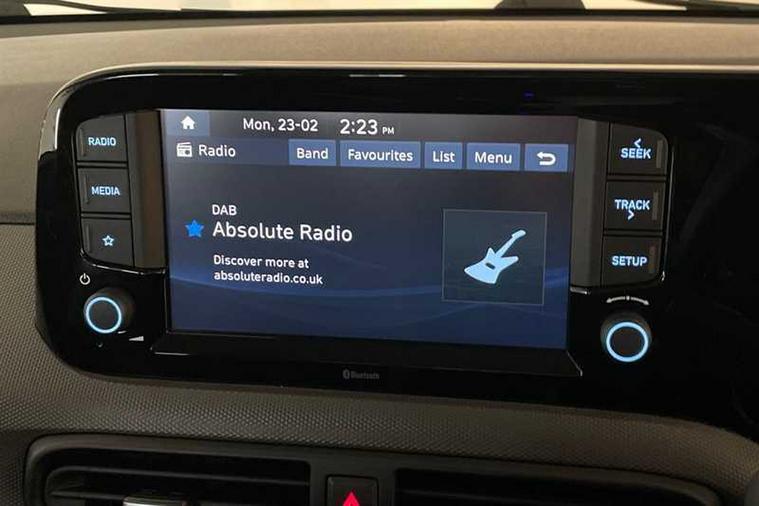 Mon, 23-02 2:23 PM
RADIO
Radio Band Favourites List Menu
SEEK
MEDIA
DAB
Absolute Radio
TRACK
Discover more at
absoluteradio.co.uk
SETUP
Bluetooth